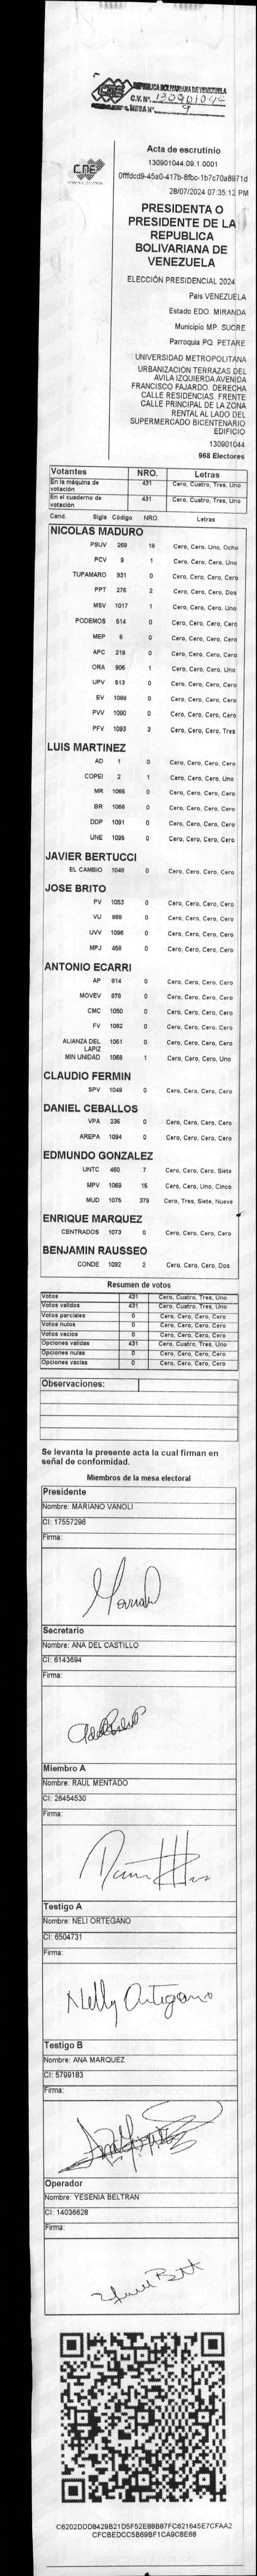 CNE
REPUBLICA BOLIVARIANA DE VENEZUELA
C.V. N°. 130901044
MESA N°. 9
CNE
Acta de escrutinio
130901044.09.1.0001
0fffdcd9-45a0-417b-8fbc-1b7c70a8971d
28/07/2024 07:35:12 PM
PRESIDENTA O
PRESIDENTE DE LA
REPUBLICA
BOLIVARIANA DE
VENEZUELA
ELECCIÓN PRESIDENCIAL 2024
Pais VENEZUELA
Estado EDO. MIRANDA
Municipio MP. SUCRE
Parroquia PQ. PETARE
UNIVERSIDAD METROPOLITANA
URBANIZACIÓN TERRAZAS DEL
AVILA IZQUIERDA AVENIDA
FRANCISCO FAJARDO. DERECHA
CALLE RESIDENCIAS. FRENTE
CALLE PRINCIPAL DE LA ZONA
RENTAL AL LADO DEL
SUPERMERCADO BICENTENARIO
EDIFICIO
130901044
968 Electores
Votantes NRO. Letras
En la máquina de votación 431 Cero, Cuatro, Tres, Uno
En el cuaderno de votación 431 Cero, Cuatro, Tres, Uno
Cand. Sigla Código NRO. Letras
NICOLAS MADURO
PSUV 269 18 Cero, Cero, Uno, Ocho
PCV 9 1 Cero, Cero, Cero, Uno
TUPAMARO 931 0 Cero, Cero, Cero, Cero
PPT 276 2 Cero, Cero, Cero, Dos
MSV 1017 1 Cero, Cero, Cero, Uno
PODEMOS 514 0 Cero, Cero, Cero, Cero
MEP 6 0 Cero, Cero, Cero, Cero
APC 219 0 Cero, Cero, Cero, Cero
ORA 906 1 Cero, Cero, Cero, Uno
UPV 513 0 Cero, Cero, Cero, Cero
EV 1089 0 Cero, Cero, Cero, Cero
PVV 1090 0 Cero, Cero, Cero, Cero
PFV 1093 3 Cero, Cero, Cero, Tres
LUIS MARTINEZ
AD 1 0 Cero, Cero, Cero, Cero
COPEI 2 1 Cero, Cero, Cero, Uno
MR 1065 0 Cero, Cero, Cero, Cero
BR 1066 0 Cero, Cero, Cero, Cero
DDP 1091 0 Cero, Cero, Cero, Cero
UNE 1095 0 Cero, Cero, Cero, Cero
JAVIER BERTUCCI
EL CAMBIO 1048 0 Cero, Cero, Cero, Cero
JOSE BRITO
PV 1053 0 Cero, Cero, Cero, Cero
VU 969 0 Cero, Cero, Cero, Cero
UVV 1096 0 Cero, Cero, Cero, Cero
MPJ 458 0 Cero, Cero, Cero, Cero
ANTONIO ECARRI
AP 614 0 Cero, Cero, Cero, Cero
MOVEV 878 0 Cero, Cero, Cero, Cero
CMC 1050 0 Cero, Cero, Cero, Cero
FV 1062 0 Cero, Cero, Cero, Cero
ALIANZA DEL LAPIZ 1051 0 Cero, Cero, Cero, Cero
MIN UNIDAD 1068 1 Cero, Cero, Cero, Uno
CLAUDIO FERMIN
SPV 1049 0 Cero, Cero, Cero, Cero
DANIEL CEBALLOS
VPA 236 0 Cero, Cero, Cero, Cero
AREPA 1094 0 Cero, Cero, Cero, Cero
EDMUNDO GONZALEZ
UNTC 460 7 Cero, Cero, Cero, Siete
MPV 1069 15 Cero, Cero, Uno, Cinco
MUD 1075 379 Cero, Tres, Siete, Nueve
ENRIQUE MARQUEZ
CENTRADOS 1073 0 Cero, Cero, Cero, Cero
BENJAMIN RAUSSEO
CONDE 1092 2 Cero, Cero, Cero, Dos
Resumen de votos
Votos 431 Cero, Cuatro, Tres, Uno
Votos validos 431 Cero, Cuatro, Tres, Uno
Votos parciales 0 Cero, Cero, Cero, Cero
Votos nulos 0 Cero, Cero, Cero, Cero
Votos vacios 0 Cero, Cero, Cero, Cero
Opciones validas 431 Cero, Cuatro, Tres, Uno
Opciones nulas 0 Cero, Cero, Cero, Cero
Opciones vacias 0 Cero, Cero, Cero, Cero
Observaciones:
Se levanta la presente acta la cual firman en
señal de conformidad.
Miembros de la mesa electoral
Presidente
Nombre: MARIANO VANOLI
CI: 17557296
Firma:
Secretario
Nombre: ANA DEL CASTILLO
CI: 6143694
Firma:
Miembro A
Nombre: RAUL MENTADO
CI: 26454530
Firma:
Testigo A
Nombre: NELI ORTEGANO
CI: 6504731
Firma:
Nelly Ortegano
Testigo B
Nombre: ANA MARQUEZ
CI: 5799183
Firma:
Operador
Nombre: YESENIA BELTRAN
CI: 14036628
Firma:
C6202DDD8429B21D5F52E88B87FC621645E7CFAA2
CFCBEDCC5B69BF1CA9C8E68